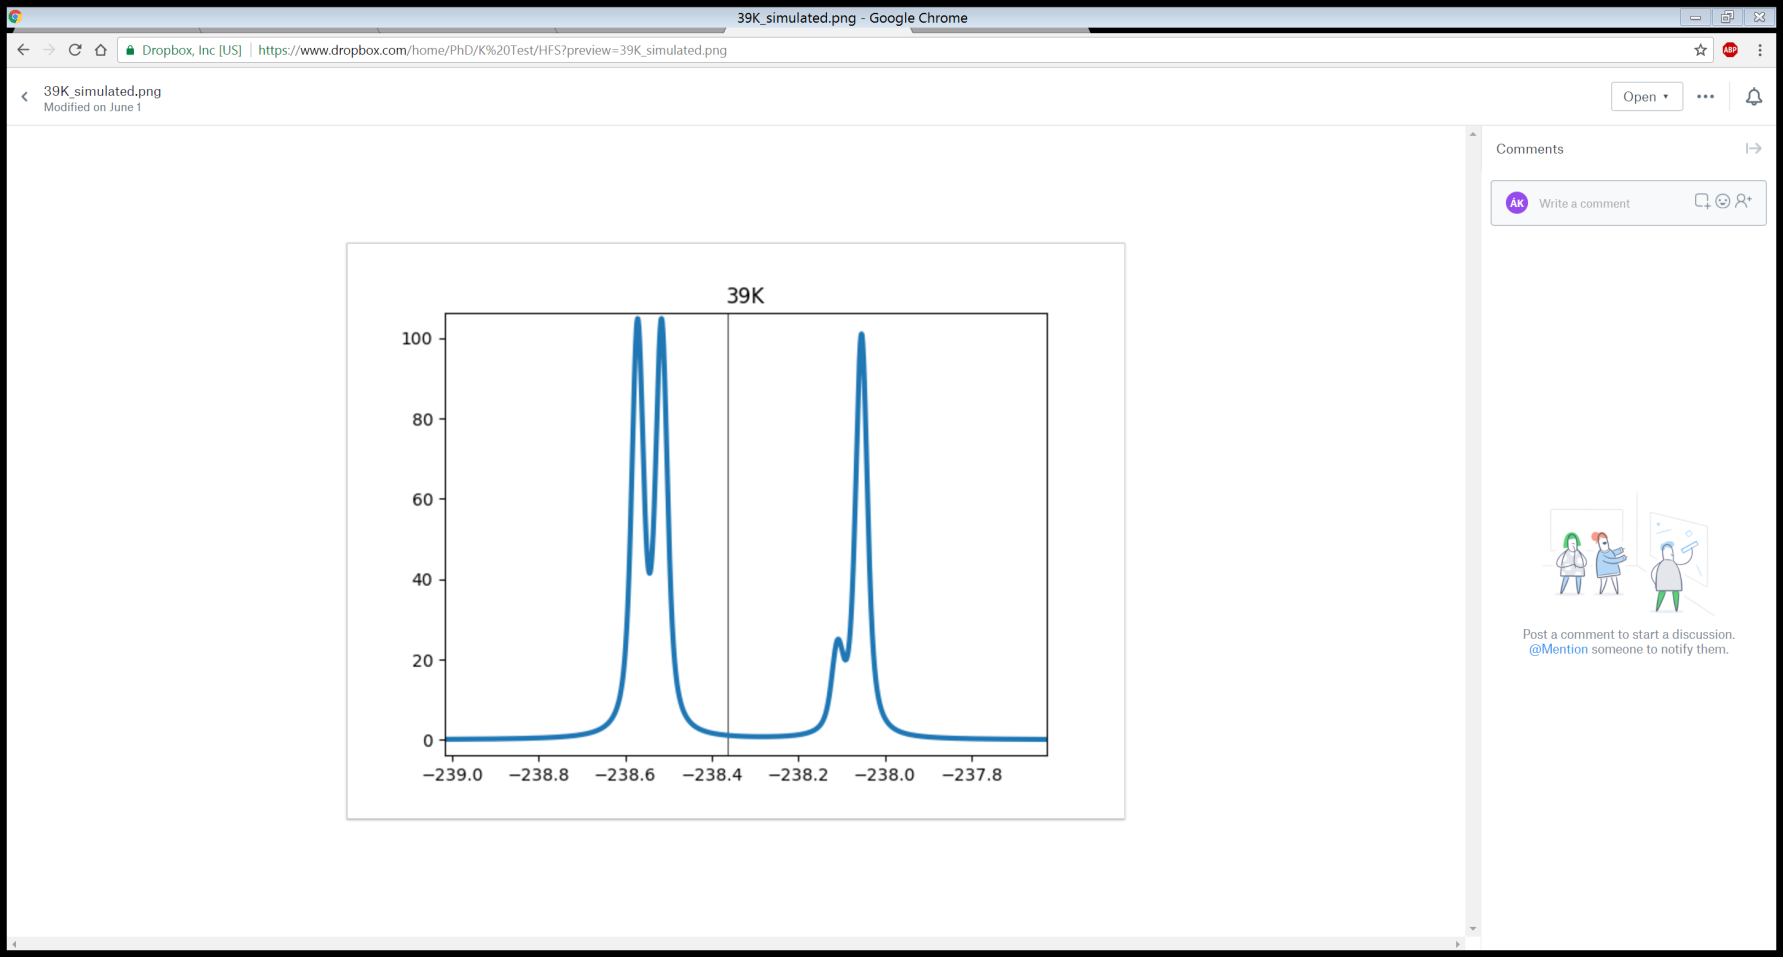 39K_simulated.png - Google Chrome
Dropbox, Inc [US] https://www.dropbox.com/home/PhD/K%20Test/HFS?preview=39K_simulated.png
ABP
39K_simulated.png
Modified on June 1
Open
Comments
ÁK Write a comment
39K
100
80
60
40
20
0
−239.0 −238.8 −238.6 −238.4 −238.2 −238.0 −237.8
Post a comment to start a discussion.
@Mention someone to notify them.